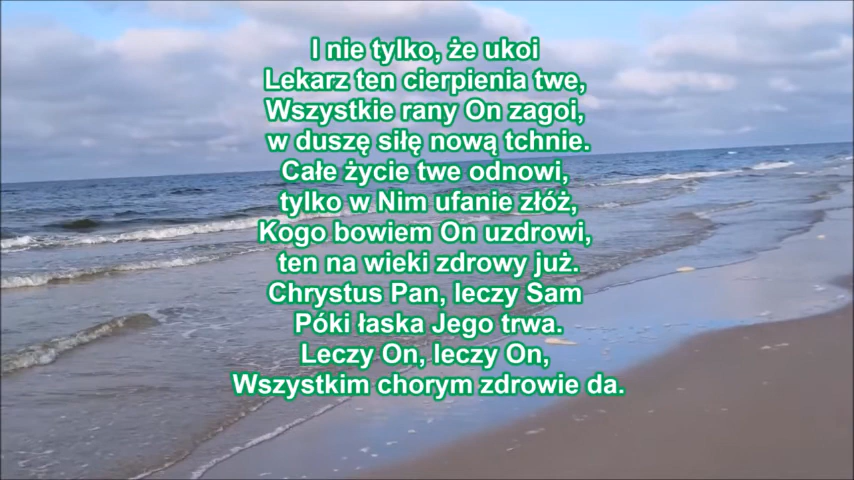 I nie tylko, że ukoi
Lekarz ten cierpienia twe,
Wszystkie rany On zagoi,
w duszę siłę nową tchnie.
Całe życie twe odnowi,
tylko w Nim ufanie złóż,
Kogo bowiem On uzdrowi,
ten na wieki zdrowy już.
Chrystus Pan, leczy Sam
Póki łaska Jego trwa.
Leczy On, leczy On,
Wszystkim chorym zdrowie da.